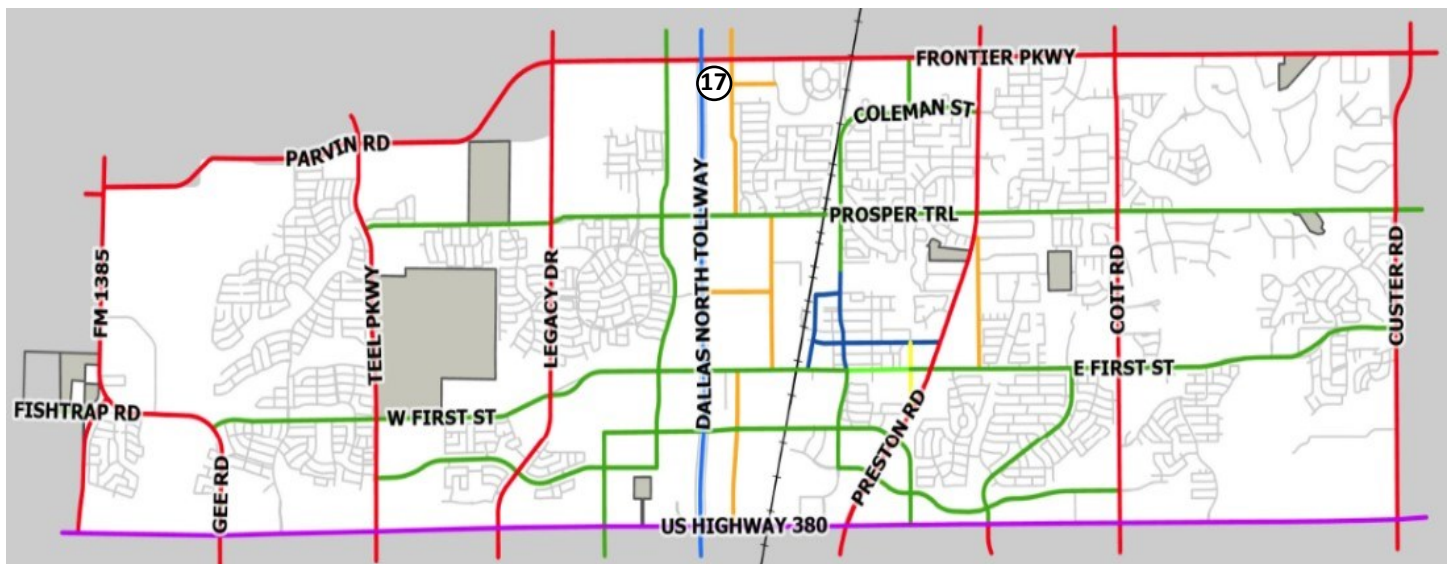 FRONTIER PKWY
17
COLEMAN ST
PARVIN RD
PROSPER TRL
DALLAS NORTH TOLLWAY
FM 1385
TEEL PKWY
LEGACY DR
COIT RD
CUSTER RD
E FIRST ST
FISHTRAP RD
W FIRST ST
PRESTON RD
GEE RD
US HIGHWAY 380